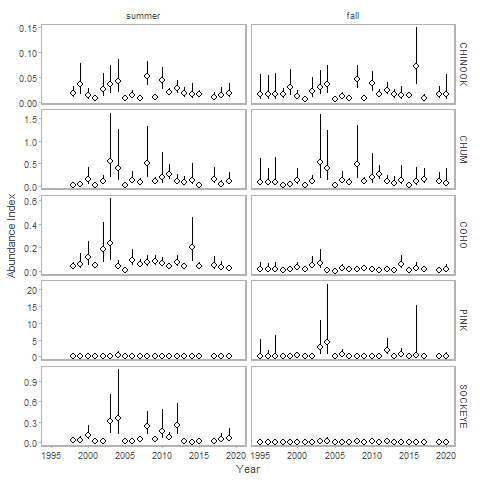 summer fall
0.15
0.10
0.05
0.00
CHINOOK
1.5
1.0
0.5
0.0
CHUM
0.6
0.4
0.2
0.0
COHO
20
15
10
5
0
PINK
0.9
0.6
0.3
0.0
SOCKEYE
Abundance Index
1995 2000 2005 2010 2015 2020 1995 2000 2005 2010 2015 2020
Year